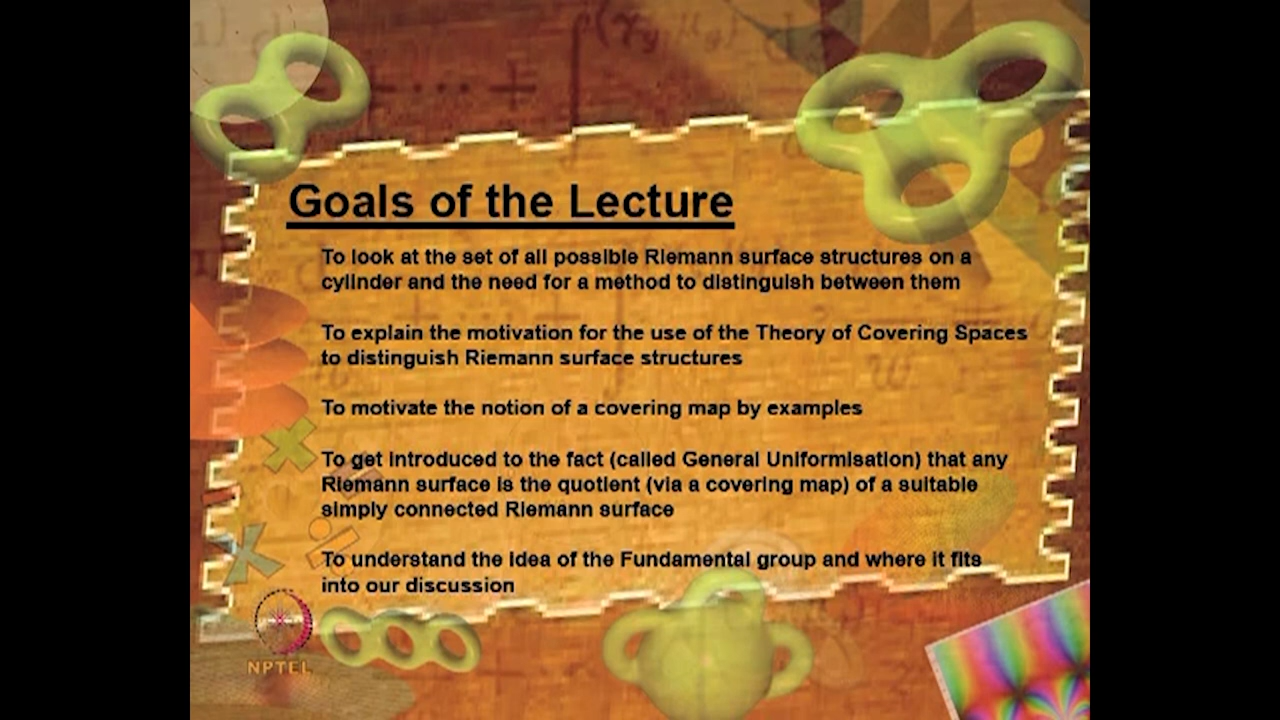 Goals of the Lecture
To look at the set of all possible Riemann surface structures on a
cylinder and the need for a method to distinguish between them
To explain the motivation for the use of the Theory of Covering Spaces
to distinguish Riemann surface structures
To motivate the notion of a covering map by examples
To get introduced to the fact (called General Uniformisation) that any
Riemann surface is the quotient (via a covering map) of a suitable
simply connected Riemann surface
To understand the idea of the Fundamental group and where it fits
into our discussion
NPTEL